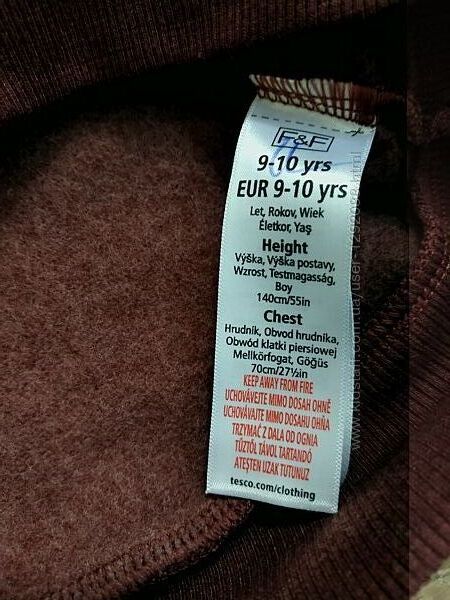 F&F
9-10 yrs
EUR 9-10 yrs
Let, Rokov, Wiek
Életkor, Yaş
Height
Výška, Výška postavy,
Wzrost, Testmagasság,
Boy
140cm/55in
Chest
Hrudník, Obvod hrudníka,
Obwód klatki piersiowej
Mellkörfogat, Göğüs
70cm/27½in
KEEP AWAY FROM FIRE
UCHOVÁVEJTE MIMO DOSAH OHNĚ
UCHOVÁVAJTE MIMO DOSAHU OHŇA
TRZYMAĆ Z DALA OD OGNIA
TŰZTŐL TÁVOL TARTANDÓ
ATEŞTEN UZAK TUTUNUZ
tesco.com/clothing